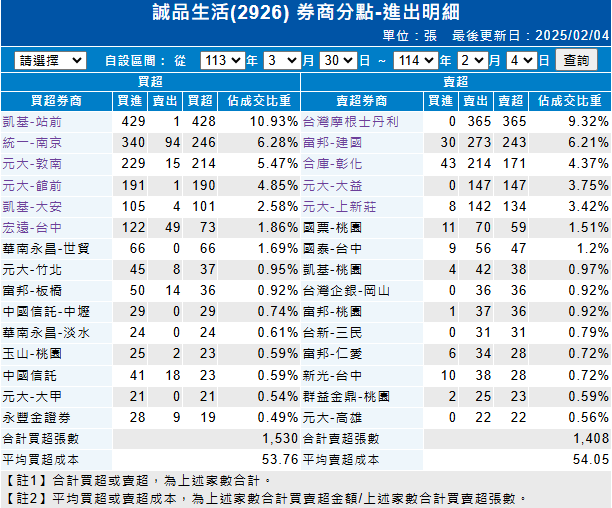 誠品生活(2926) 券商分點-進出明細
單位：張 最後更新日：2025/02/04
請選擇 自設區間： 從 113 年 3 月 30 日 ~ 114 年 2 月 4 日 查詢
買超 賣超
買超券商 買進 賣出 買超 佔成交比重 賣超券商 買進 賣出 賣超 佔成交比重
凱基-站前 429 1 428 10.93% 台灣摩根士丹利 0 365 365 9.32%
統一-南京 340 94 246 6.28% 富邦-建國 30 273 243 6.21%
元大-敦南 229 15 214 5.47% 合庫-彰化 43 214 171 4.37%
元大-館前 191 1 190 4.85% 元大-大益 0 147 147 3.75%
凱基-大安 105 4 101 2.58% 元大-上新莊 8 142 134 3.42%
宏遠-台中 122 49 73 1.86% 國票-桃園 11 70 59 1.51%
華南永昌-世貿 66 0 66 1.69% 國泰-台中 9 56 47 1.2%
元大-竹北 45 8 37 0.95% 凱基-桃園 4 42 38 0.97%
富邦-板橋 50 14 36 0.92% 台灣企銀-岡山 0 36 36 0.92%
中國信託-中壢 29 0 29 0.74% 富邦-桃園 1 37 36 0.92%
華南永昌-淡水 24 0 24 0.61% 台新-三民 0 31 31 0.79%
玉山-桃園 25 2 23 0.59% 富邦-仁愛 6 34 28 0.72%
中國信託 41 18 23 0.59% 新光-台中 10 38 28 0.72%
元大-大甲 21 0 21 0.54% 群益金鼎-桃園 2 25 23 0.59%
永豐金證券 28 9 19 0.49% 元大-高雄 0 22 22 0.56%
合計買超張數 1,530 合計賣超張數 1,408
平均買超成本 53.76 平均賣超成本 54.05
【註1】合計買超或賣超，為上述家數合計。
【註2】平均買超或賣超成本，為上述家數合計買賣超金額/上述家數合計買賣超張數。